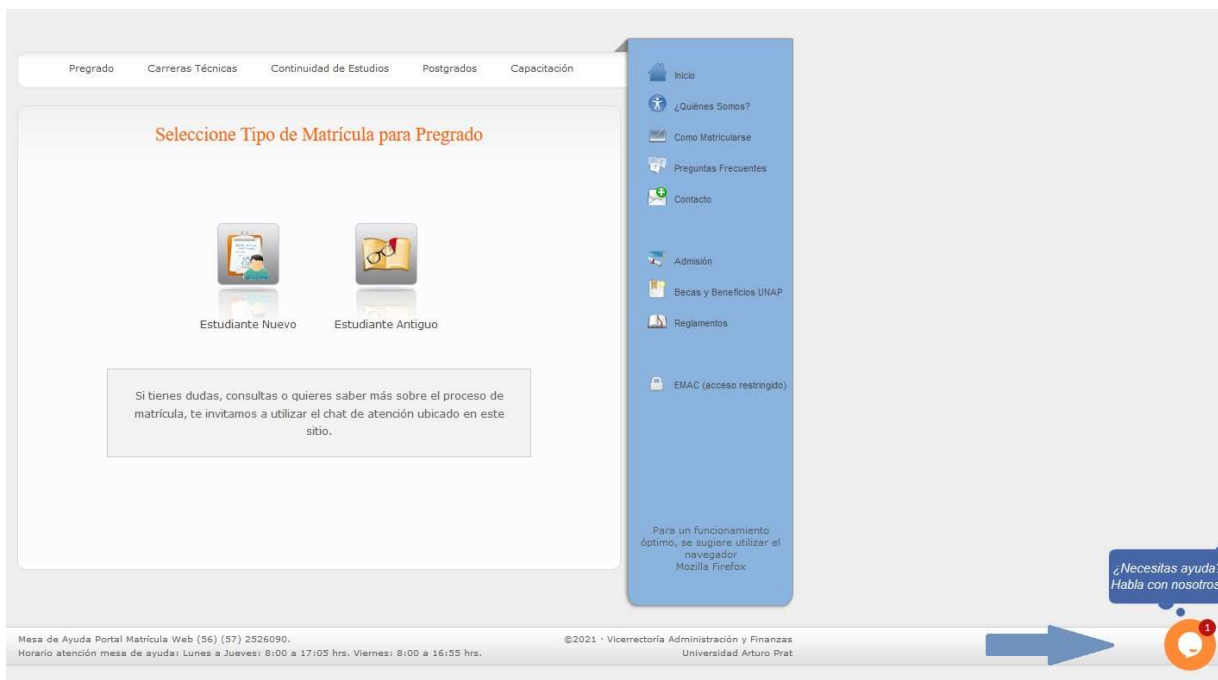 Pregrado Carreras Técnicas Continuidad de Estudios Postgrados Capacitación
Seleccione Tipo de Matrícula para Pregrado
Estudiante Nuevo Estudiante Antiguo
Si tienes dudas, consultas o quieres saber más sobre el proceso de
matrícula, te invitamos a utilizar el chat de atención ubicado en este
sitio.
Inicio
¿Quiénes Somos?
Como Matricularse
Preguntas Frecuentes
Contacto
Admisión
Becas y Beneficios UNAP
Reglamentos
EMAC (acceso restringido)
Para un funcionamiento
óptimo, se sugiere utilizar el
navegador
Mozilla Firefox
¿Necesitas ayuda?
Habla con nosotros
1
Mesa de Ayuda Portal Matrícula Web (56) (57) 2526090.
Horario atención mesa de ayuda: Lunes a Jueves: 8:00 a 17:05 hrs. Viernes: 8:00 a 16:55 hrs.
©2021 · Vicerrectoría Administración y Finanzas
Universidad Arturo Prat